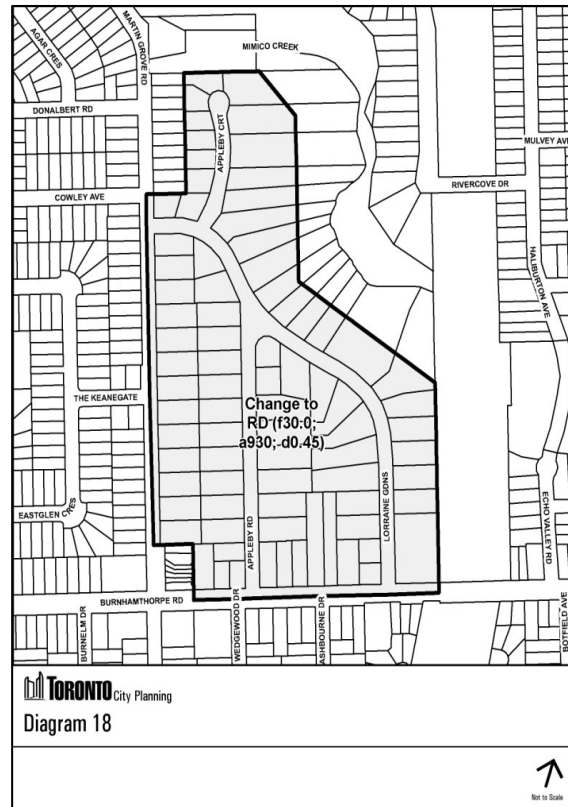 MARTIN GROVE RD
AGAR CRES
MIMICO CREEK
DONALBERT RD
APPLEBY CRT
MULVEY AVE
RIVERCOVE DR
COWLEY AVE
HALIBURTON AVE
THE KEANEGATE
Change to
RD (f30.0;
a930; d0.45)
EASTGLEN CRES
APPLEBY RD
LORRAINE GDNS
ECHO VALLEY RD
BURNHAMTHORPE RD
BURNELM DR
WEDGEWOOD DR
ASHBOURNE DR
BOTFIELD AVE
TORONTO City Planning
Diagram 18
Not to Scale